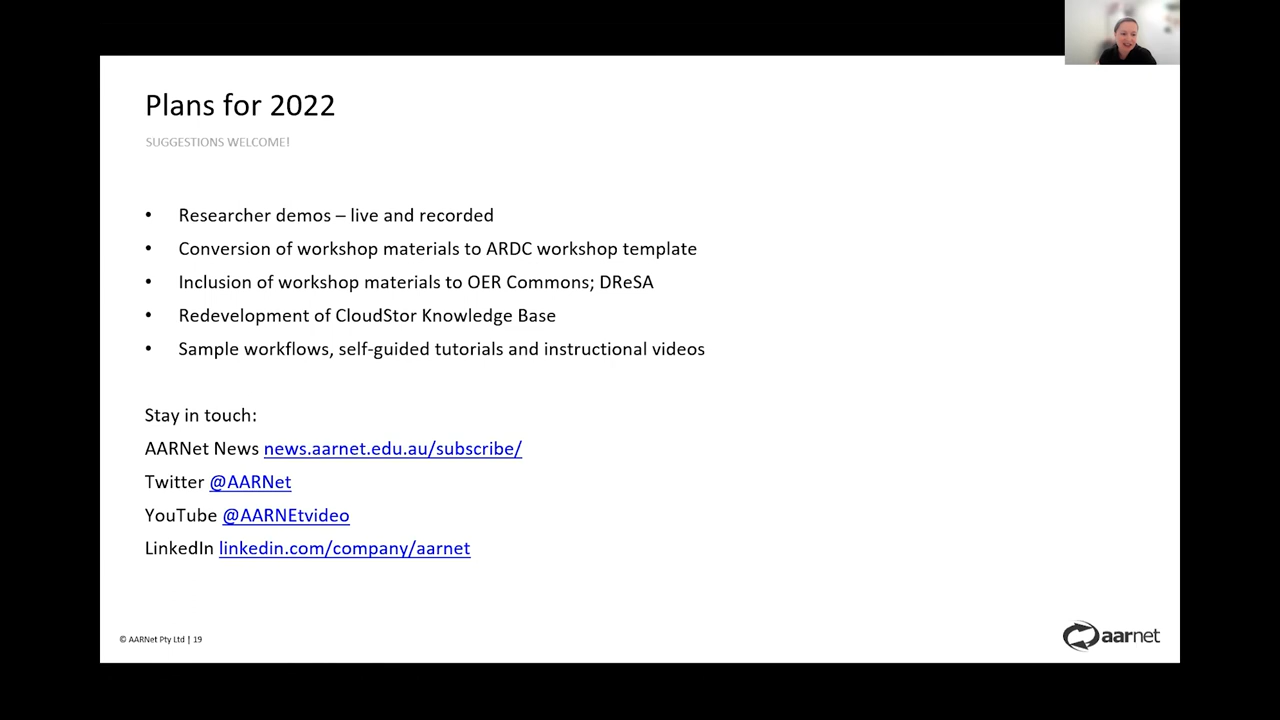 Plans for 2022
SUGGESTIONS WELCOME!
• Researcher demos – live and recorded
• Conversion of workshop materials to ARDC workshop template
• Inclusion of workshop materials to OER Commons; DReSA
• Redevelopment of CloudStor Knowledge Base
• Sample workflows, self-guided tutorials and instructional videos
Stay in touch:
AARNet News news.aarnet.edu.au/subscribe/
Twitter @AARNet
YouTube @AARNEtvideo
LinkedIn linkedin.com/company/aarnet
© AARNet Pty Ltd | 19
aarnet